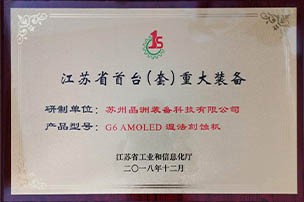 江苏省首台(套)重大装备
研制单位：苏州晶洲装备科技有限公司
产品型号：G6 AMOLED 湿法刻蚀机
江苏省工业和信息化厅
二〇一八年十二月